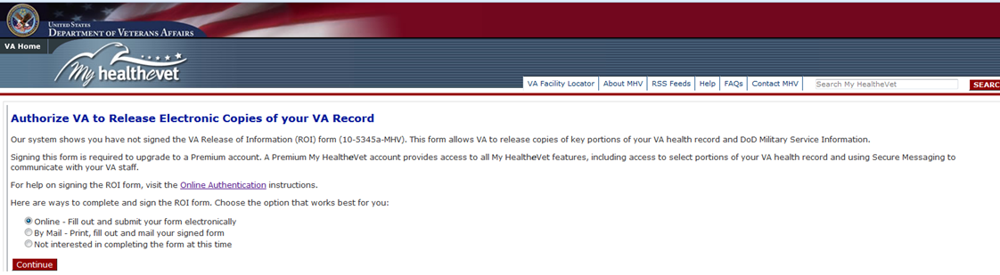 UNITED STATES
DEPARTMENT OF VETERANS AFFAIRS
VA Home
My healthevet
VA Facility Locator About MHV RSS Feeds Help FAQs Contact MHV Search My HealtheVet SEARC
Authorize VA to Release Electronic Copies of your VA Record
Our system shows you have not signed the VA Release of Information (ROI) form (10-5345a-MHV). This form allows VA to release copies of key portions of your VA health record and DoD Military Service Information.
Signing this form is required to upgrade to a Premium account. A Premium My HealtheVet account provides access to all My HealtheVet features, including access to select portions of your VA health record and using Secure Messaging to
communicate with your VA staff.
For help on signing the ROI form, visit the Online Authentication instructions.
Here are ways to complete and sign the ROI form. Choose the option that works best for you:
Online - Fill out and submit your form electronically
By Mail - Print, fill out and mail your signed form
Not interested in completing the form at this time
Continue